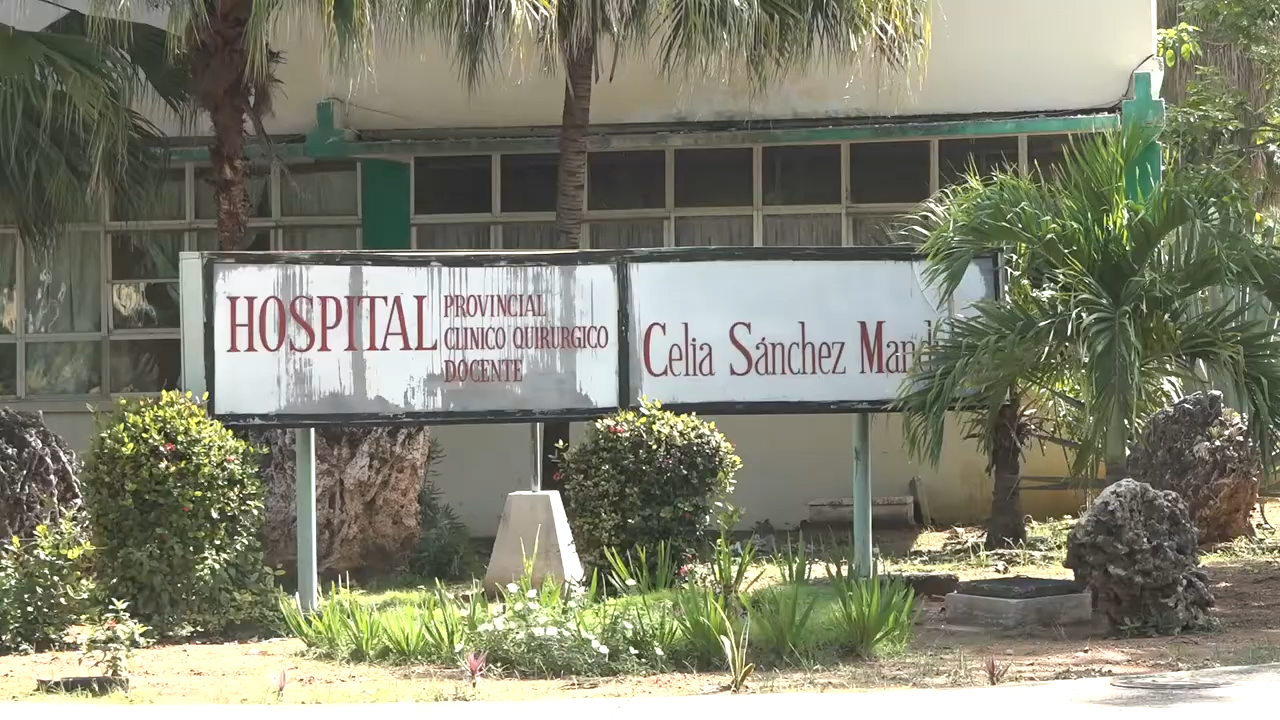 HOSPITAL
PROVINCIAL
CLINICO QUIRURGICO
DOCENTE
Celia Sánchez